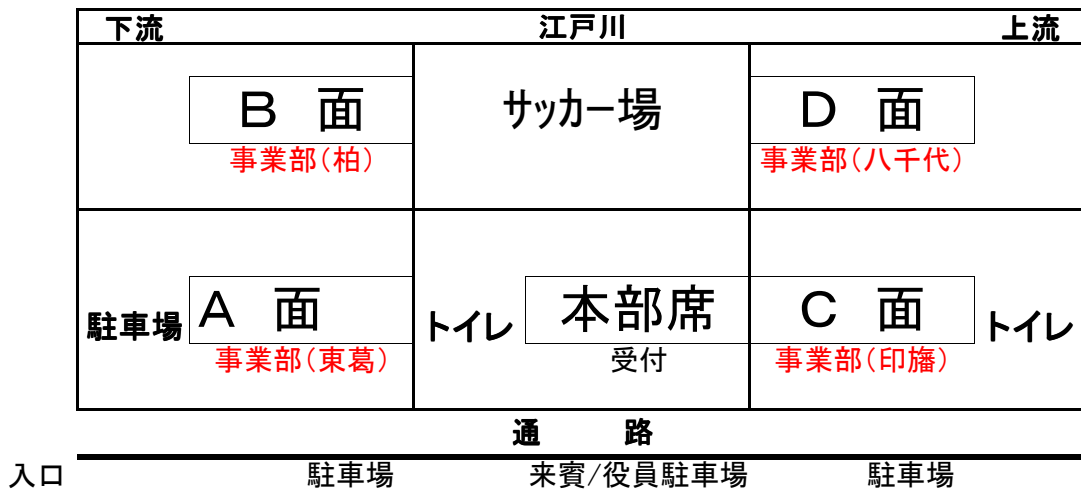 下流 江戸川 上流
B 面 サッカー場 D 面
事業部(柏) 事業部(八千代)
駐車場 A 面 トイレ 本部席 C 面 トイレ
事業部(東葛) 受付 事業部(印旛)
通 路
入口 駐車場 来賓/役員駐車場 駐車場